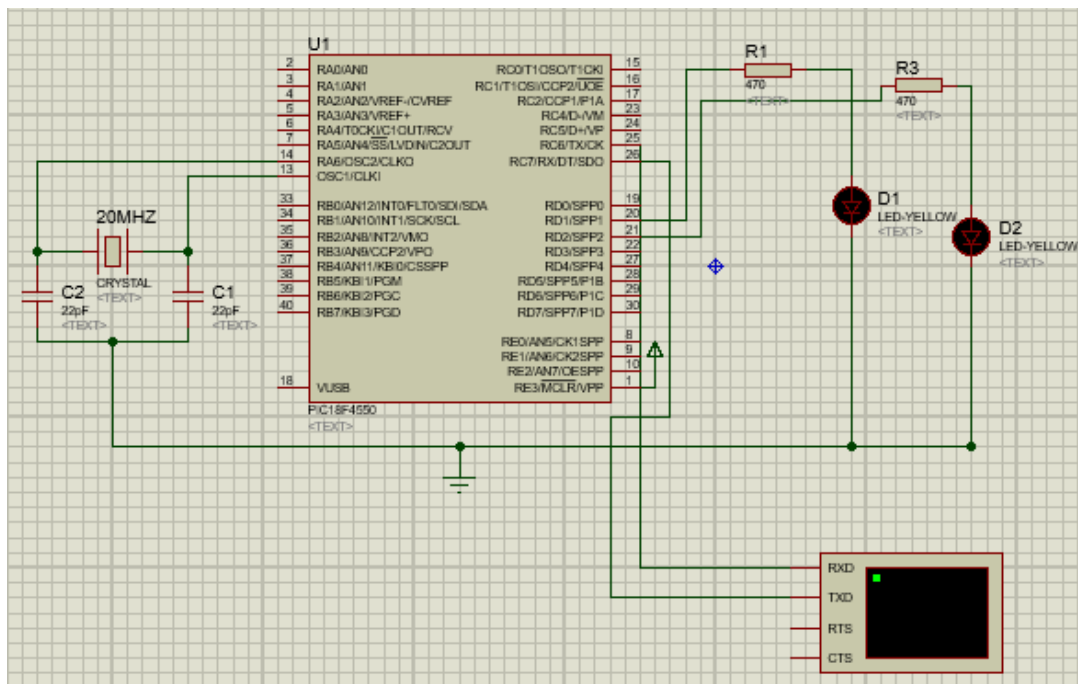 U1
2 RA0/AN0
3 RA1/AN1
4 RA2/AN2/VREF-/CVREF
5 RA3/AN3/VREF+
6 RA4/T0CKI/C1OUT/RCV
7 RA5/AN4/SS/LVDIN/C2OUT
14 RA6/OSC2/CLKO
13 OSC1/CLKI
33 RB0/AN12/INT0/FLT0/SDI/SDA
34 RB1/AN10/INT1/SCK/SCL
35 RB2/AN8/INT2/VMO
36 RB3/AN9/CCP2/VPO
37 RB4/AN11/KBI0/CSSPP
38 RB5/KBI1/PGM
39 RB6/KBI2/PGC
40 RB7/KBI3/PGD
18 VUSB
RC0/T1OSO/T1CKI 15
RC1/T1OSI/CCP2/UOE 16
RC2/CCP1/P1A 17
RC4/D-/VM 23
RC5/D+/VP 24
RC6/TX/CK 25
RC7/RX/DT/SDO 26
RD0/SPP0 19
RD1/SPP1 20
RD2/SPP2 21
RD3/SPP3 22
RD4/SPP4 27
RD5/SPP5/P1B 28
RD6/SPP6/P1C 29
RD7/SPP7/P1D 30
RE0/AN5/CK1SPP 8
RE1/AN6/CK2SPP 9
RE2/AN7/OESPP 10
RE3/MCLR/VPP 1
PIC18F4550
<TEXT>
20MHZ
CRYSTAL
<TEXT>
C2
22pF
<TEXT>
C1
22pF
<TEXT>
R1
470
<TEXT>
R3
470
<TEXT>
D1
LED-YELLOW
<TEXT>
D2
LED-YELLOW
<TEXT>
RXD
TXD
RTS
CTS